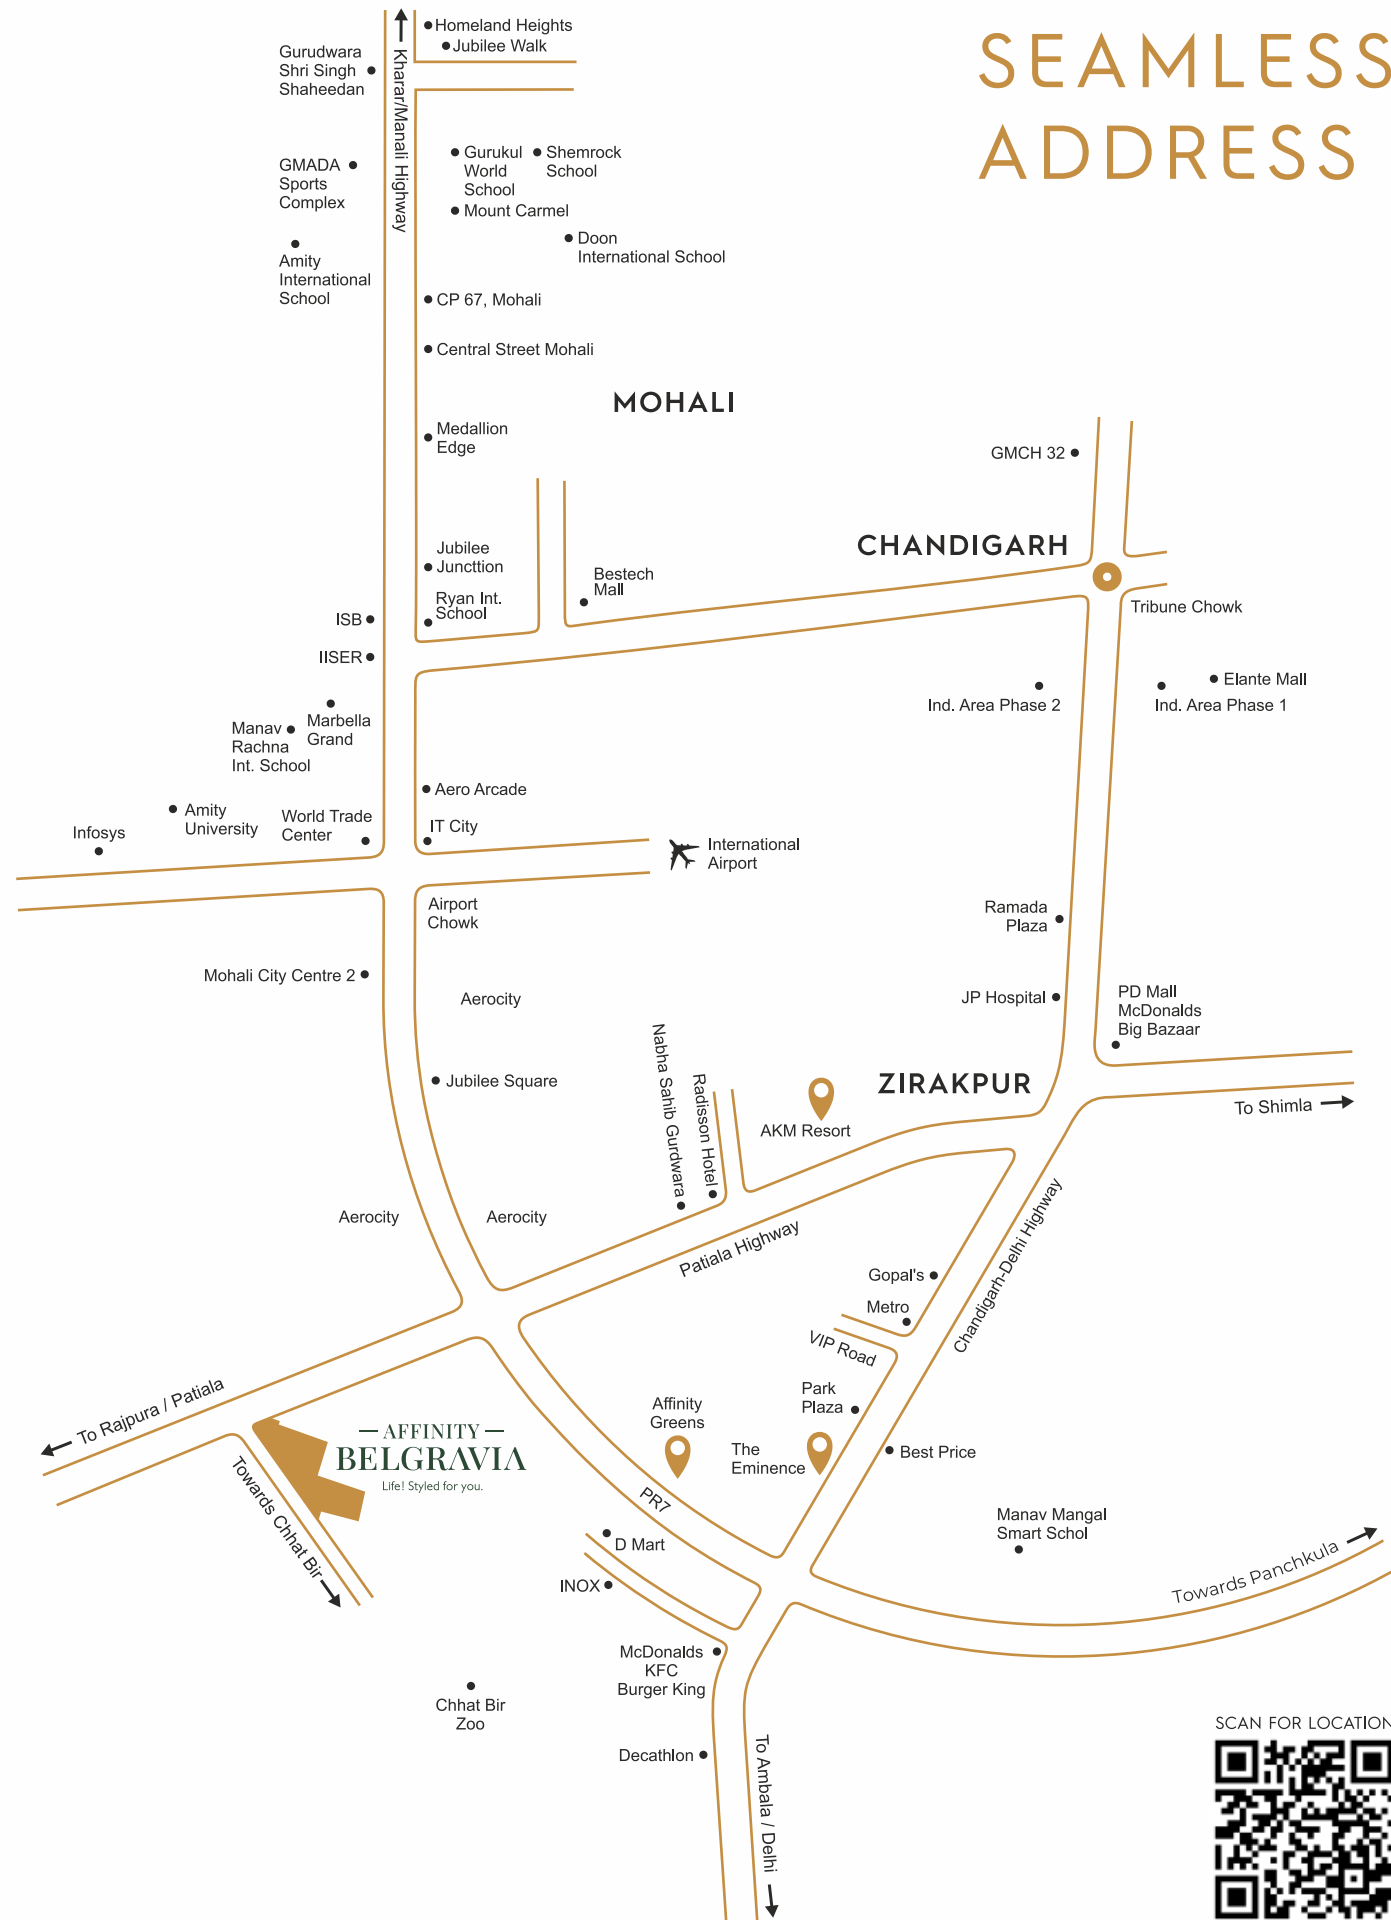 SEAMLESS
ADDRESS
Homeland Heights
Jubilee Walk
Gurudwara
Shri Singh
Shaheedan
Kharar/Manali Highway
GMADA
Sports
Complex
Gurukul
World
School
Shemrock
School
Mount Carmel
Doon
International School
Amity
International
School
CP 67, Mohali
Central Street Mohali
MOHALI
Medallion
Edge
GMCH 32
CHANDIGARH
Jubilee
Juncttion
Bestech
Mall
Ryan Int.
School
Tribune Chowk
ISB
IISER
Elante Mall
Ind. Area Phase 2
Ind. Area Phase 1
Marbella
Grand
Manav
Rachna
Int. School
Aero Arcade
Amity
University
World Trade
Center
IT City
Infosys
International
Airport
Airport
Chowk
Ramada
Plaza
Mohali City Centre 2
Aerocity
JP Hospital
PD Mall
McDonalds
Big Bazaar
Nabha Sahib Gurdwara
Radisson Hotel
Jubilee Square
ZIRAKPUR
To Shimla
AKM Resort
Aerocity
Aerocity
Patiala Highway
Chandigarh-Delhi Highway
Gopal's
Metro
VIP Road
To Rajpura / Patiala
Park
Plaza
Affinity
Greens
The
Eminence
Best Price
AFFINITY
BELGRAVIA
Life! Styled for you.
Towards Chhat Bir
PR7
D Mart
Manav Mangal
Smart Schol
Towards Panchkula
INOX
McDonalds
KFC
Burger King
Chhat Bir
Zoo
Decathlon
To Ambala / Delhi
SCAN FOR LOCATION